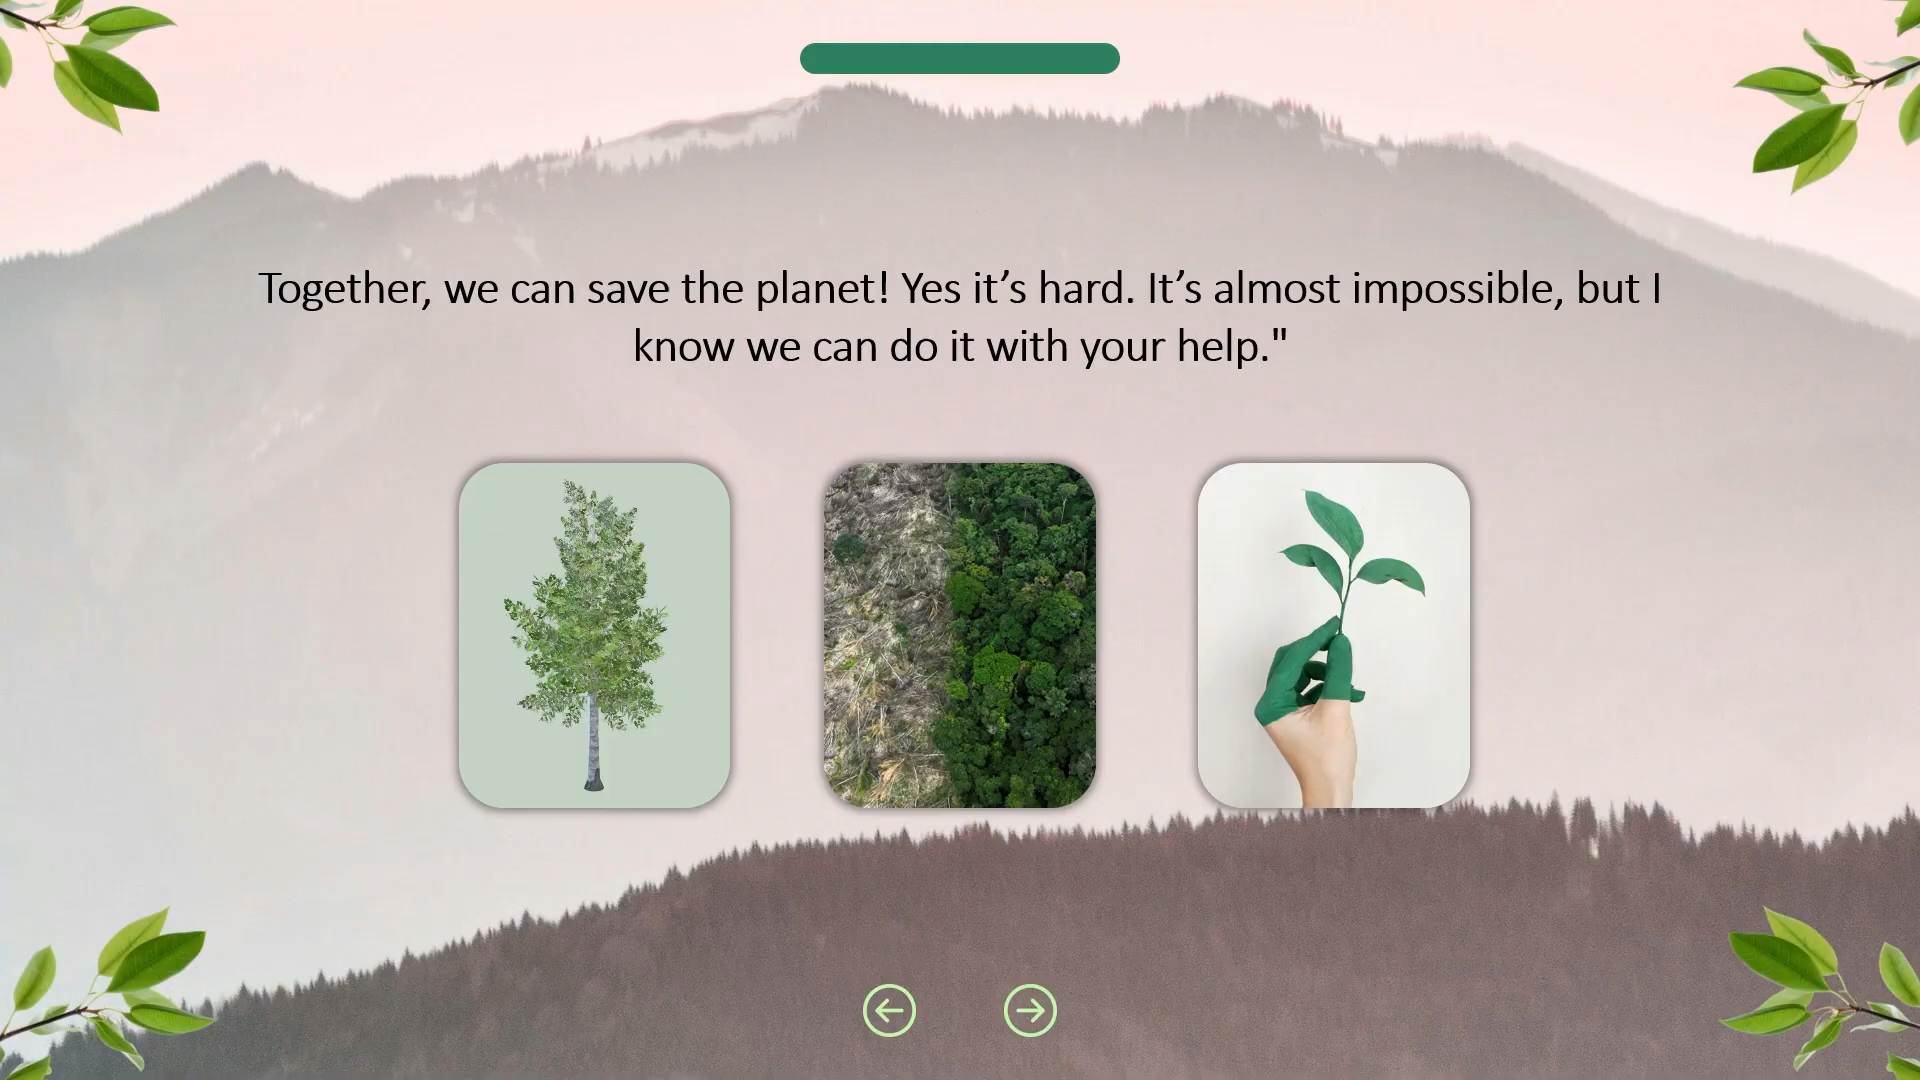 Together, we can save the planet! Yes it’s hard. It’s almost impossible, but I
know we can do it with your help."